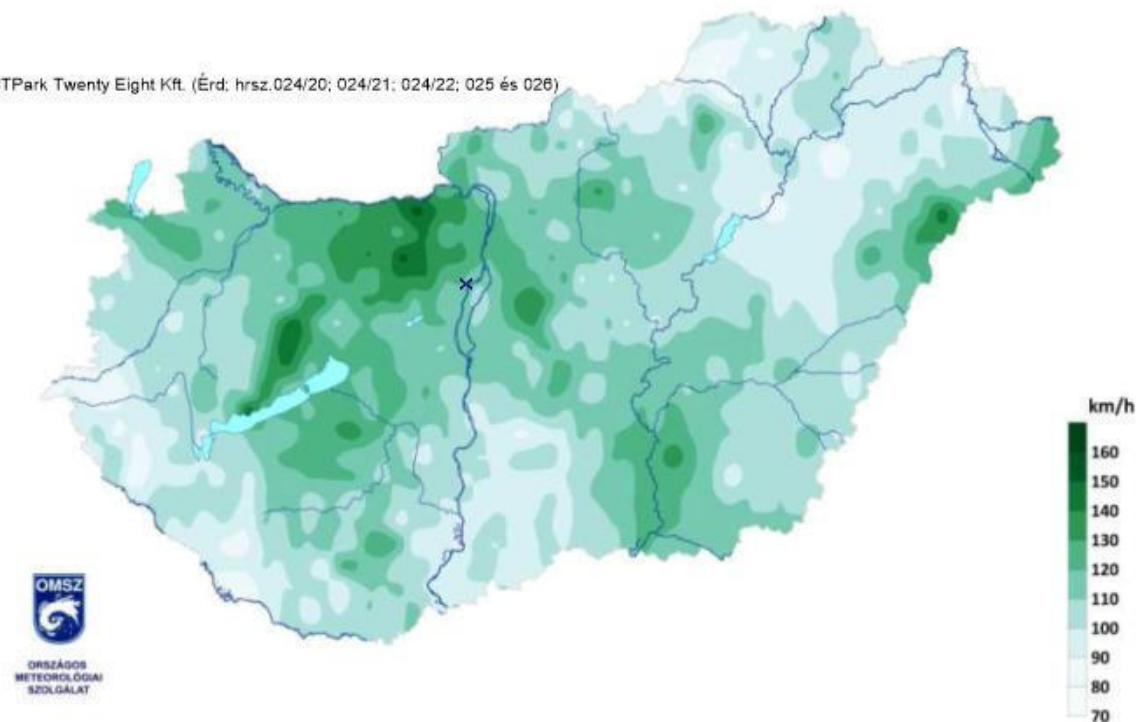 TPark Twenty Eight Kft. (Érd; hrsz.024/20; 024/21; 024/22; 025 és 026)
km/h
160
150
140
130
120
110
100
90
80
70
OMSZ
ORSZÁGOS
METEOROLÓGIAI
SZOLGÁLAT